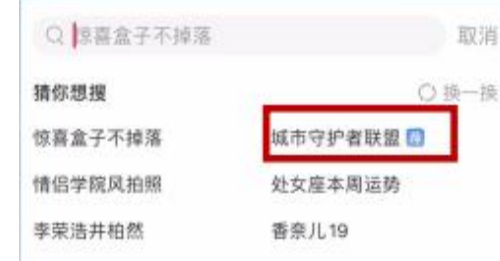 惊喜盒子不掉落 取消
猜你想搜 换一换
惊喜盒子不掉落 城市守护者联盟 荐
情侣学院风拍照 处女座本周运势
李荣浩井柏然 香奈儿19